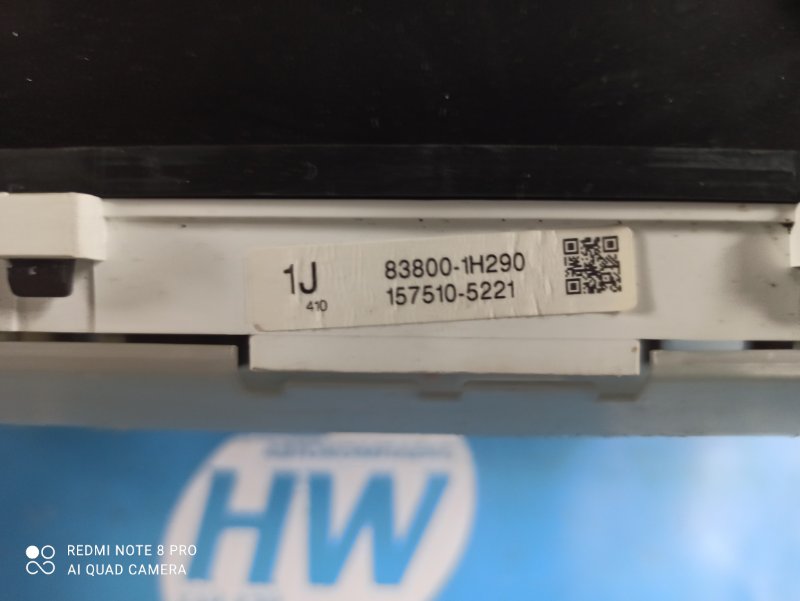 1J
410
83800-1H290
157510-5221
HW
REDMI NOTE 8 PRO
AI QUAD CAMERA